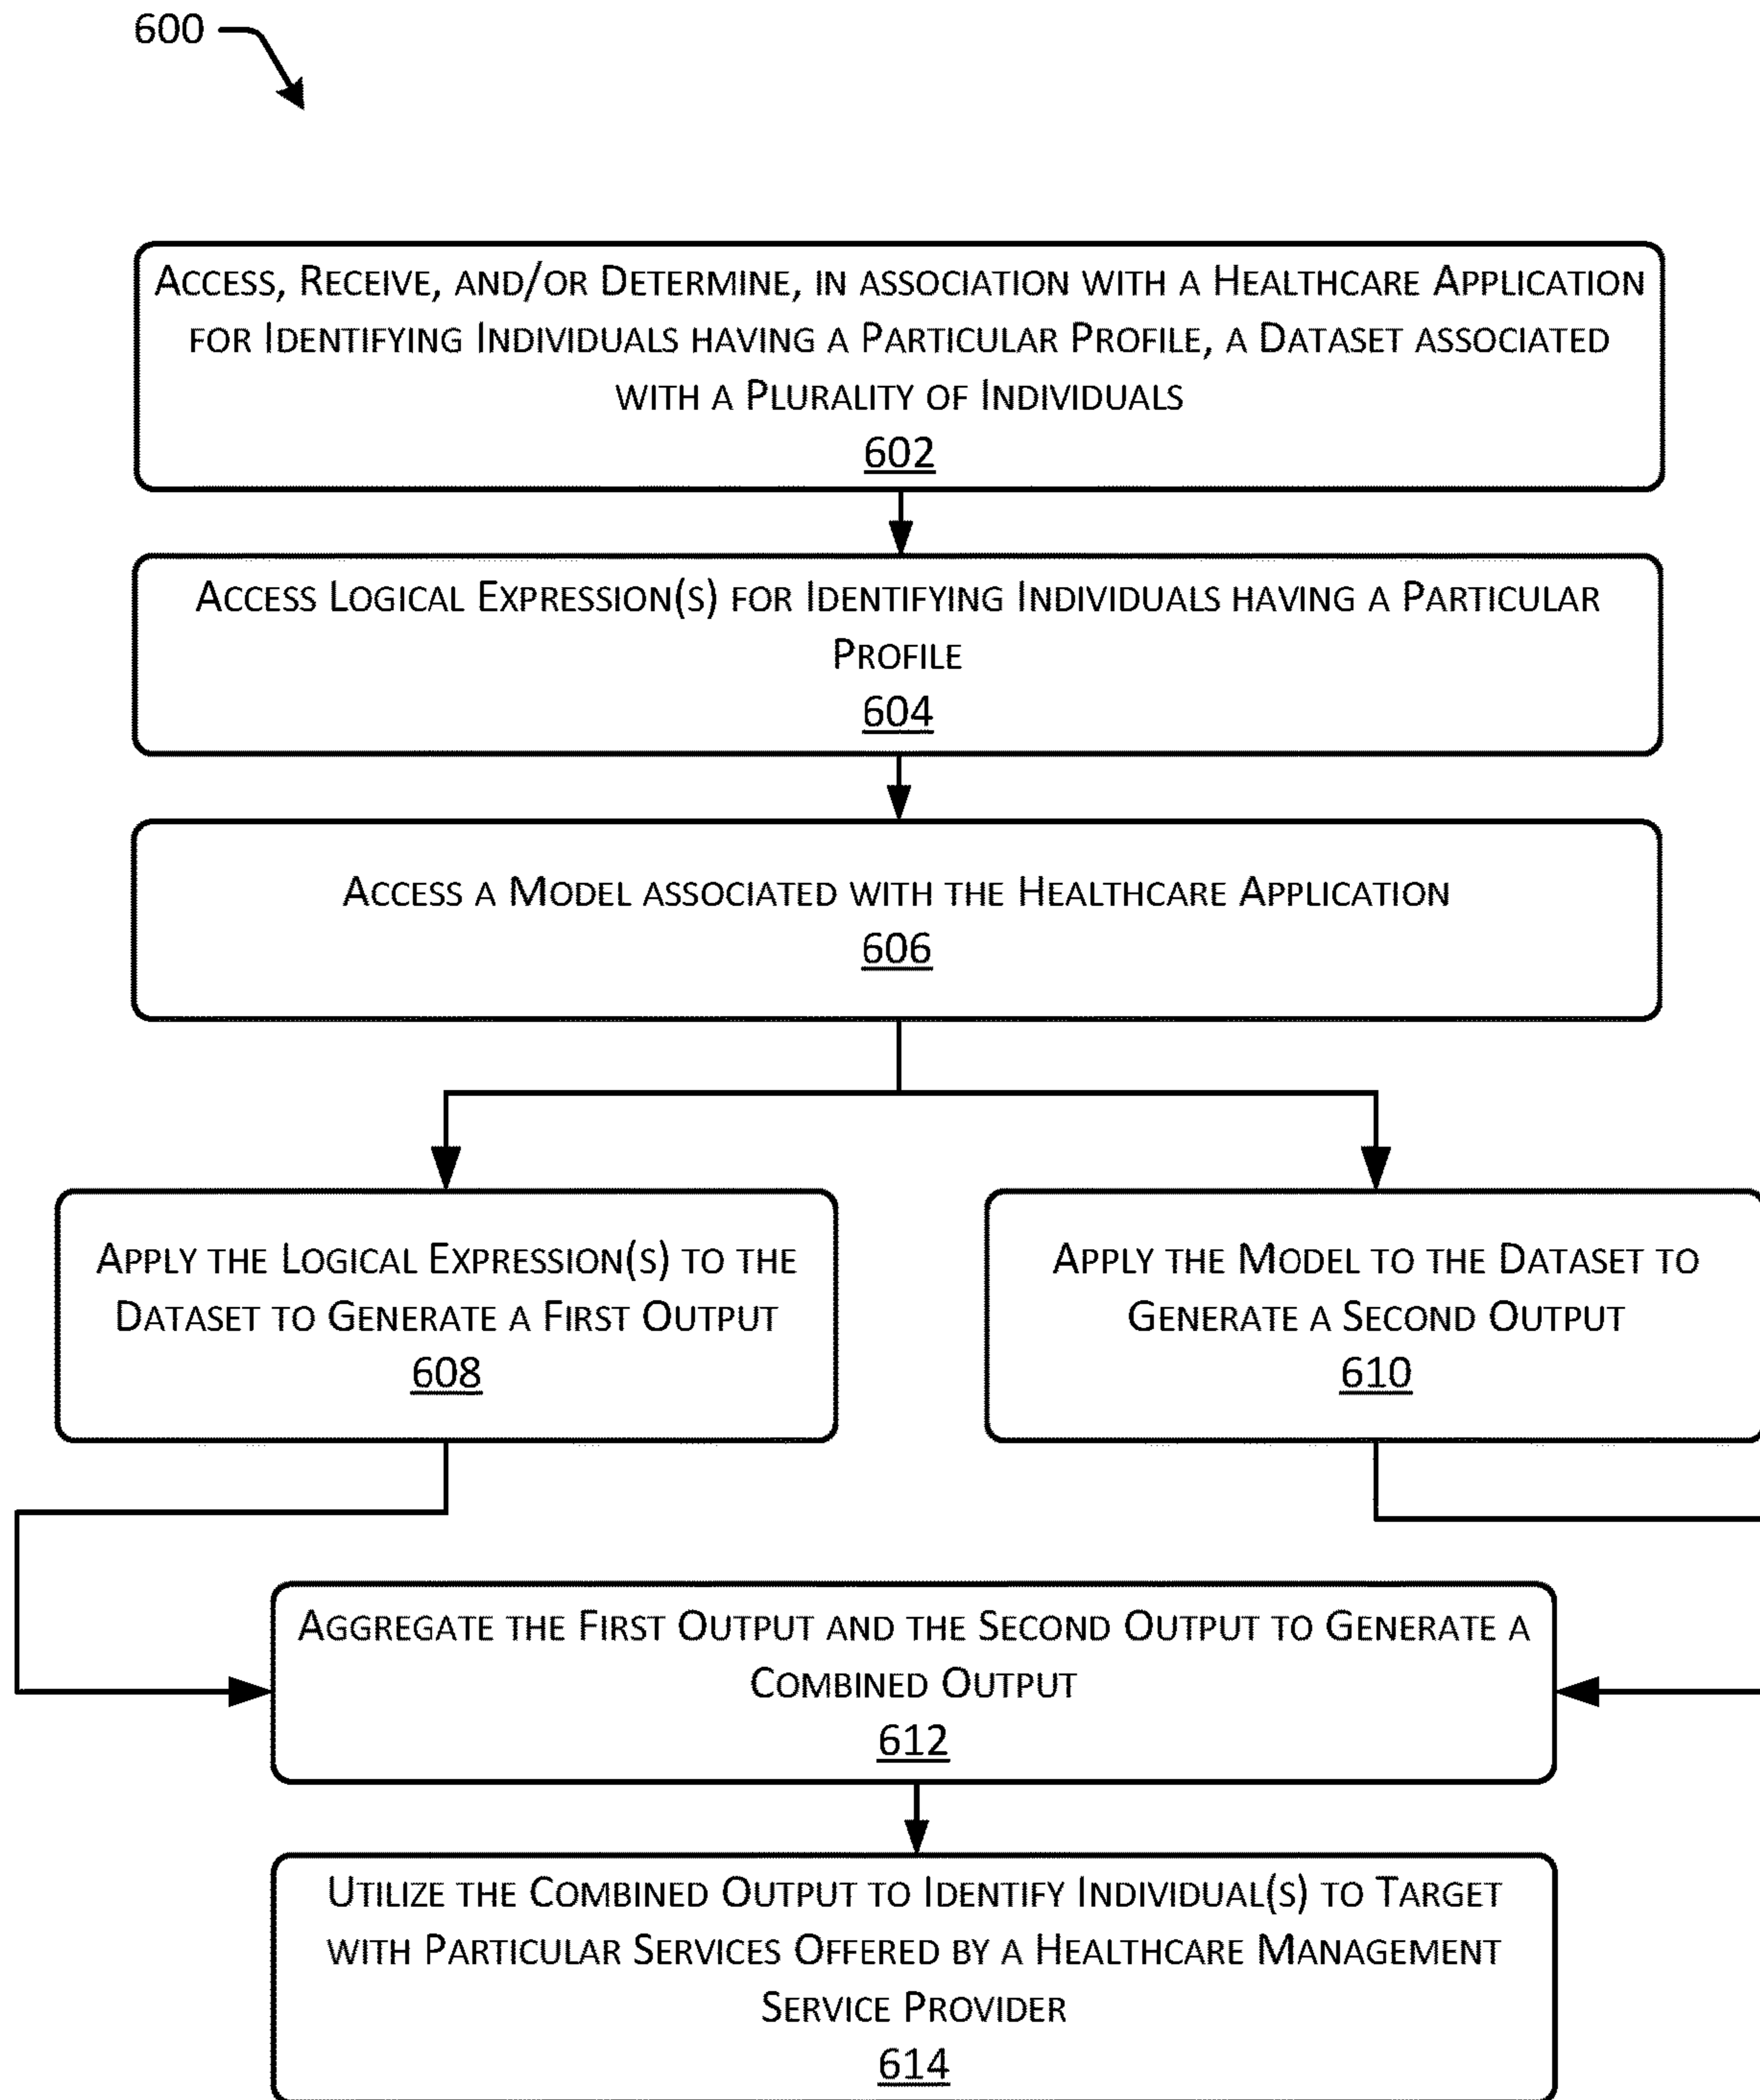 600
Access, Receive, and/or Determine, in association with a Healthcare Application
for Identifying Individuals having a Particular Profile, a Dataset associated
with a Plurality of Individuals
602
Access Logical Expression(s) for Identifying Individuals having a Particular
Profile
604
Access a Model associated with the Healthcare Application
606
Apply the Logical Expression(s) to the
Dataset to Generate a First Output
608
Apply the Model to the Dataset to
Generate a Second Output
610
Aggregate the First Output and the Second Output to Generate a
Combined Output
612
Utilize the Combined Output to Identify Individual(s) to Target
with Particular Services Offered by a Healthcare Management
Service Provider
614